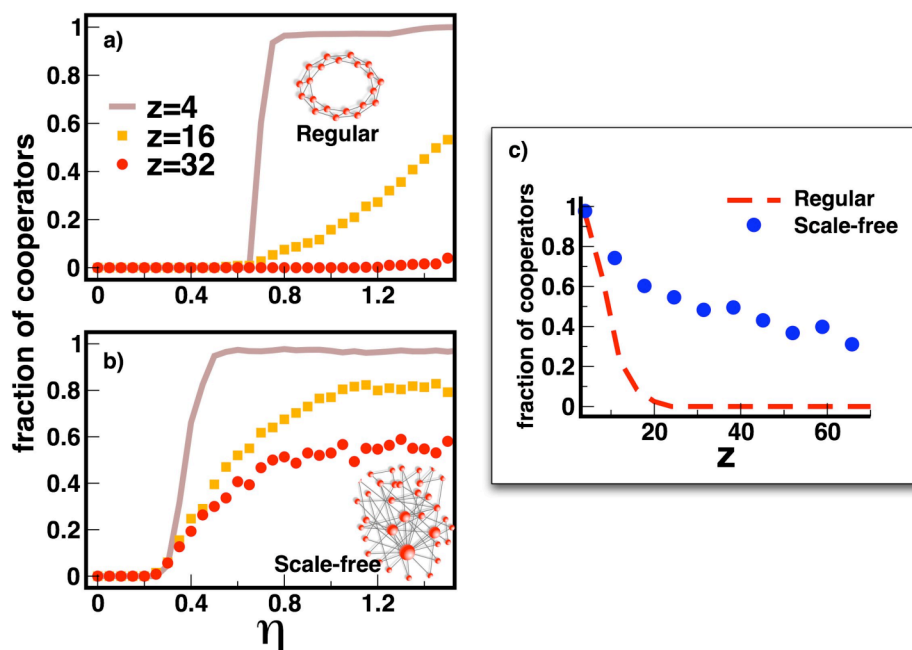 a)
1
0.8
0.6
0.4
0.2
0
z=4
z=16
z=32
Regular
0 0.4 0.8 1.2
fraction of cooperators
b)
1
0.8
0.6
0.4
0.2
0
Scale-free
0 0.4 0.8 1.2
η
c)
Regular
Scale-free
fraction of cooperators
1
0.8
0.6
0.4
0.2
0
20 40 60
z